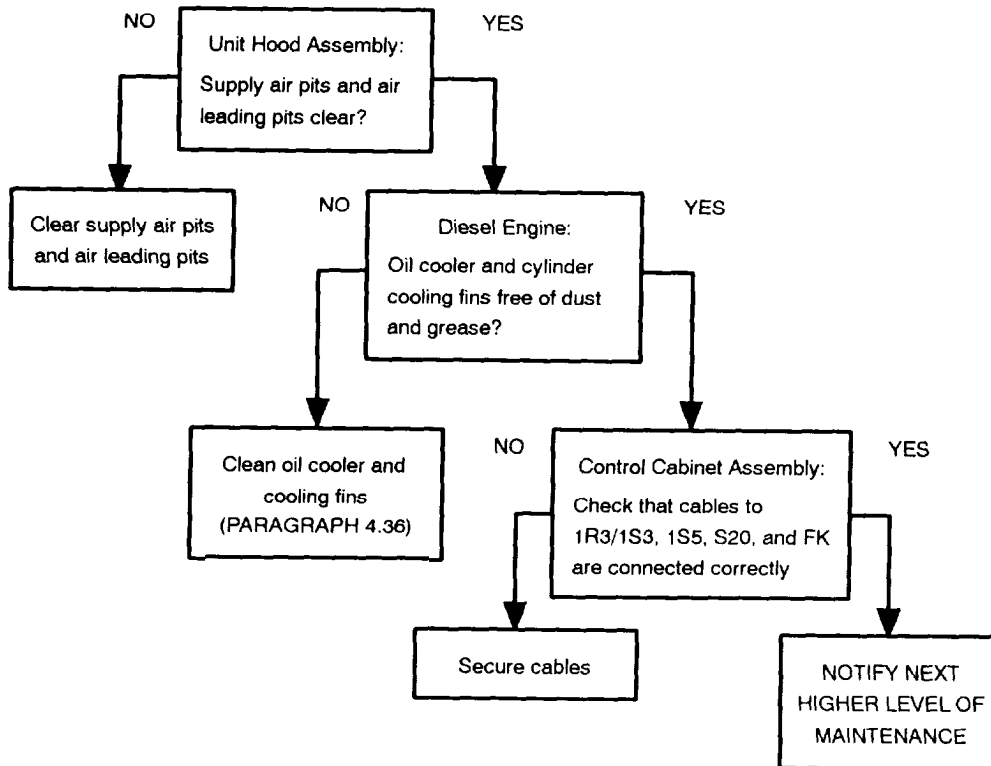 NO
YES
Unit Hood Assembly:
Supply air pits and air
leading pits clear?
Clear supply air pits
and air leading pits
NO
YES
Diesel Engine:
Oil cooler and cylinder
cooling fins free of dust
and grease?
Clean oil cooler and
cooling fins
(PARAGRAPH 4.36)
NO
YES
Control Cabinet Assembly:
Check that cables to
1R3/1S3, 1S5, S20, and FK
are connected correctly
Secure cables
NOTIFY NEXT
HIGHER LEVEL OF
MAINTENANCE